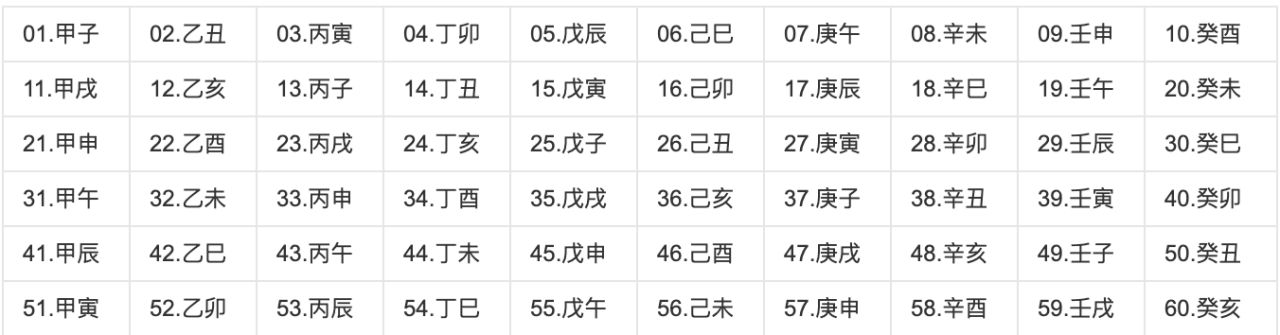 01.甲子 02.乙丑 03.丙寅 04.丁卯 05.戊辰 06.己巳 07.庚午 08.辛未 09.壬申 10.癸酉
11.甲戌 12.乙亥 13.丙子 14.丁丑 15.戊寅 16.己卯 17.庚辰 18.辛巳 19.壬午 20.癸未
21.甲申 22.乙酉 23.丙戌 24.丁亥 25.戊子 26.己丑 27.庚寅 28.辛卯 29.壬辰 30.癸巳
31.甲午 32.乙未 33.丙申 34.丁酉 35.戊戌 36.己亥 37.庚子 38.辛丑 39.壬寅 40.癸卯
41.甲辰 42.乙巳 43.丙午 44.丁未 45.戊申 46.己酉 47.庚戌 48.辛亥 49.壬子 50.癸丑
51.甲寅 52.乙卯 53.丙辰 54.丁巳 55.戊午 56.己未 57.庚申 58.辛酉 59.壬戌 60.癸亥